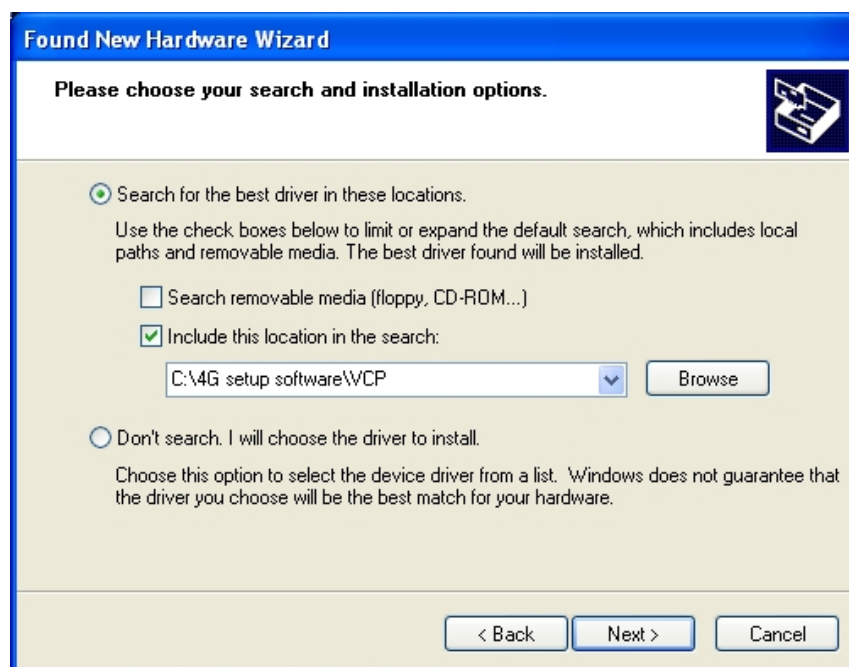 Found New Hardware Wizard
Please choose your search and installation options.
Search for the best driver in these locations.
Use the check boxes below to limit or expand the default search, which includes local
paths and removable media. The best driver found will be installed.
Search removable media (floppy, CD-ROM...)
Include this location in the search:
C:\4G setup software\VCP
Browse
Don't search. I will choose the driver to install.
Choose this option to select the device driver from a list.  Windows does not guarantee that
the driver you choose will be the best match for your hardware.
< Back
Next >
Cancel